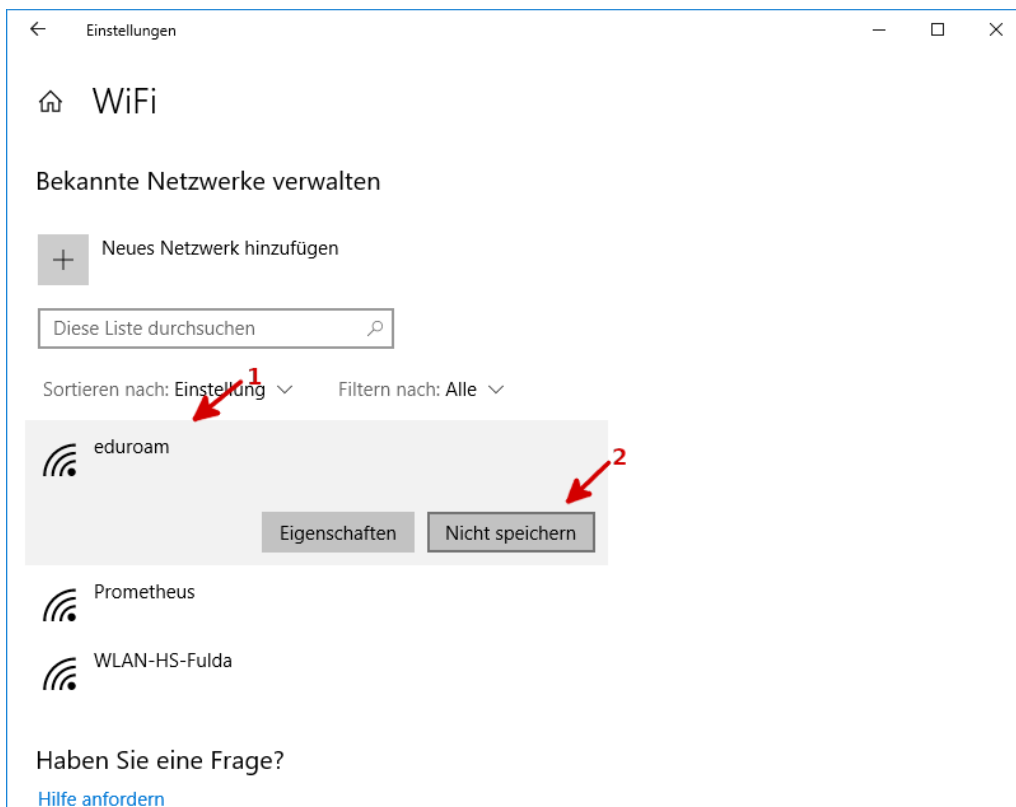 Einstellungen
WiFi
Bekannte Netzwerke verwalten
Neues Netzwerk hinzufügen
Diese Liste durchsuchen
1
Sortieren nach: Einstellung Filtern nach: Alle
eduroam
2
Eigenschaften Nicht speichern
Prometheus
WLAN-HS-Fulda
Haben Sie eine Frage?
Hilfe anfordern